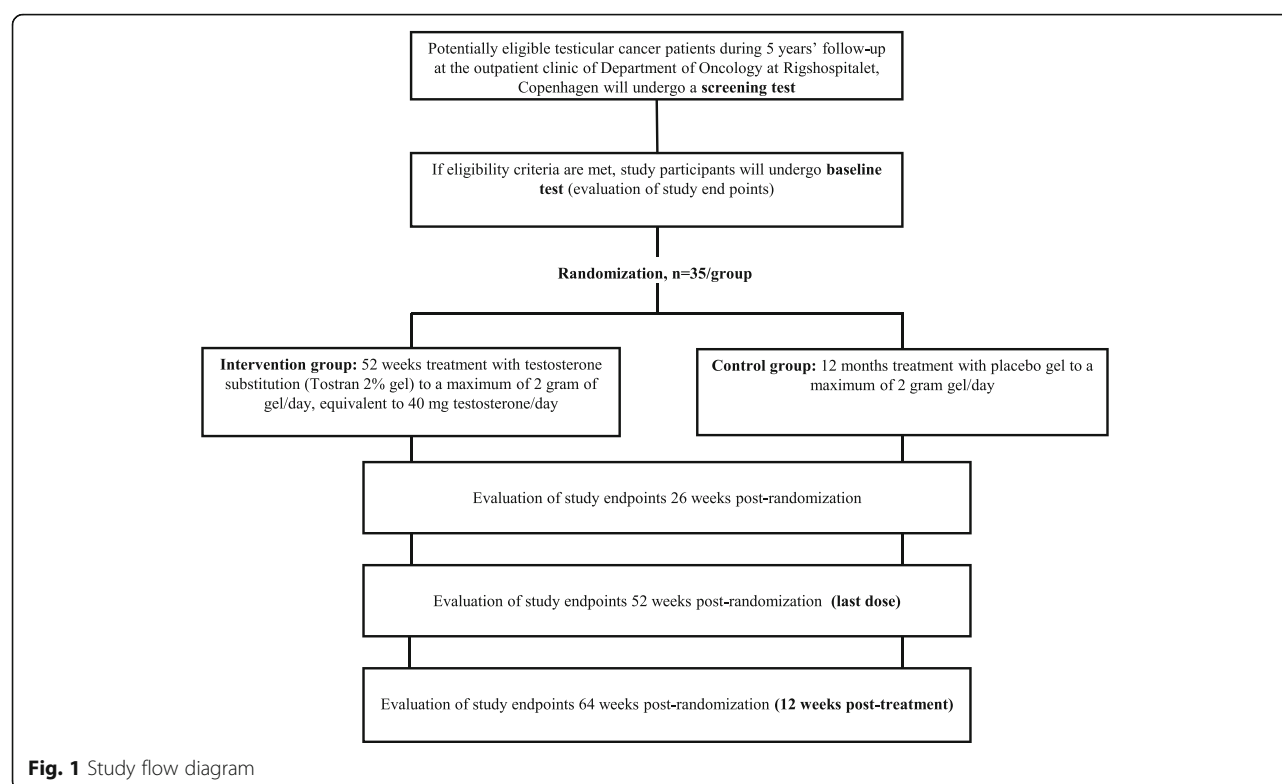 Potentially eligible testicular cancer patients during 5 years’ follow-up
at the outpatient clinic of Department of Oncology at Rigshospitalet,
Copenhagen will undergo a screening test
If eligibility criteria are met, study participants will undergo baseline
test (evaluation of study end points)
Randomization, n=35/group
Intervention group: 52 weeks treatment with testosterone
substitution (Tostran 2% gel) to a maximum of 2 gram of
gel/day, equivalent to 40 mg testosterone/day
Control group: 12 months treatment with placebo gel to a
maximum of 2 gram gel/day
Evaluation of study endpoints 26 weeks post-randomization
Evaluation of study endpoints 52 weeks post-randomization (last dose)
Evaluation of study endpoints 64 weeks post-randomization (12 weeks post-treatment)
Fig. 1 Study flow diagram